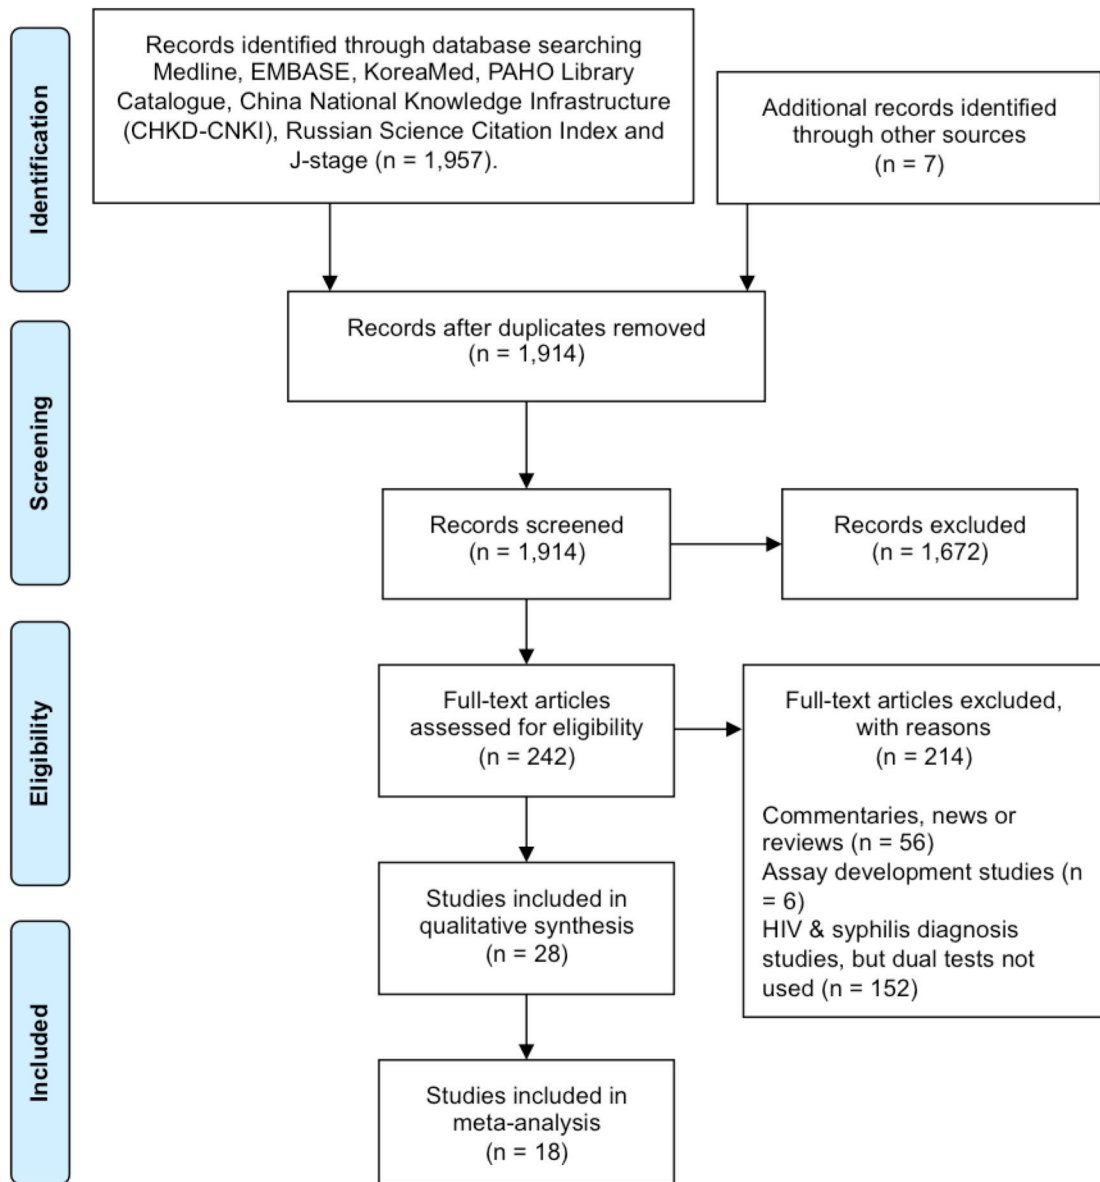 Identification
Records identified through database searching
Medline, EMBASE, KoreaMed, PAHO Library
Catalogue, China National Knowledge Infrastructure
(CHKD-CNKI), Russian Science Citation Index and
J-stage (n = 1,957).
Additional records identified
through other sources
(n = 7)
Screening
Records after duplicates removed
(n = 1,914)
Records screened
(n = 1,914)
Records excluded
(n = 1,672)
Eligibility
Full-text articles
assessed for eligibility
(n = 242)
Full-text articles excluded,
with reasons
(n = 214)
Commentaries, news or
reviews (n = 56)
Assay development studies (n
= 6)
HIV & syphilis diagnosis
studies, but dual tests not
used (n = 152)
Studies included in
qualitative synthesis
(n = 28)
Included
Studies included in
meta-analysis
(n = 18)